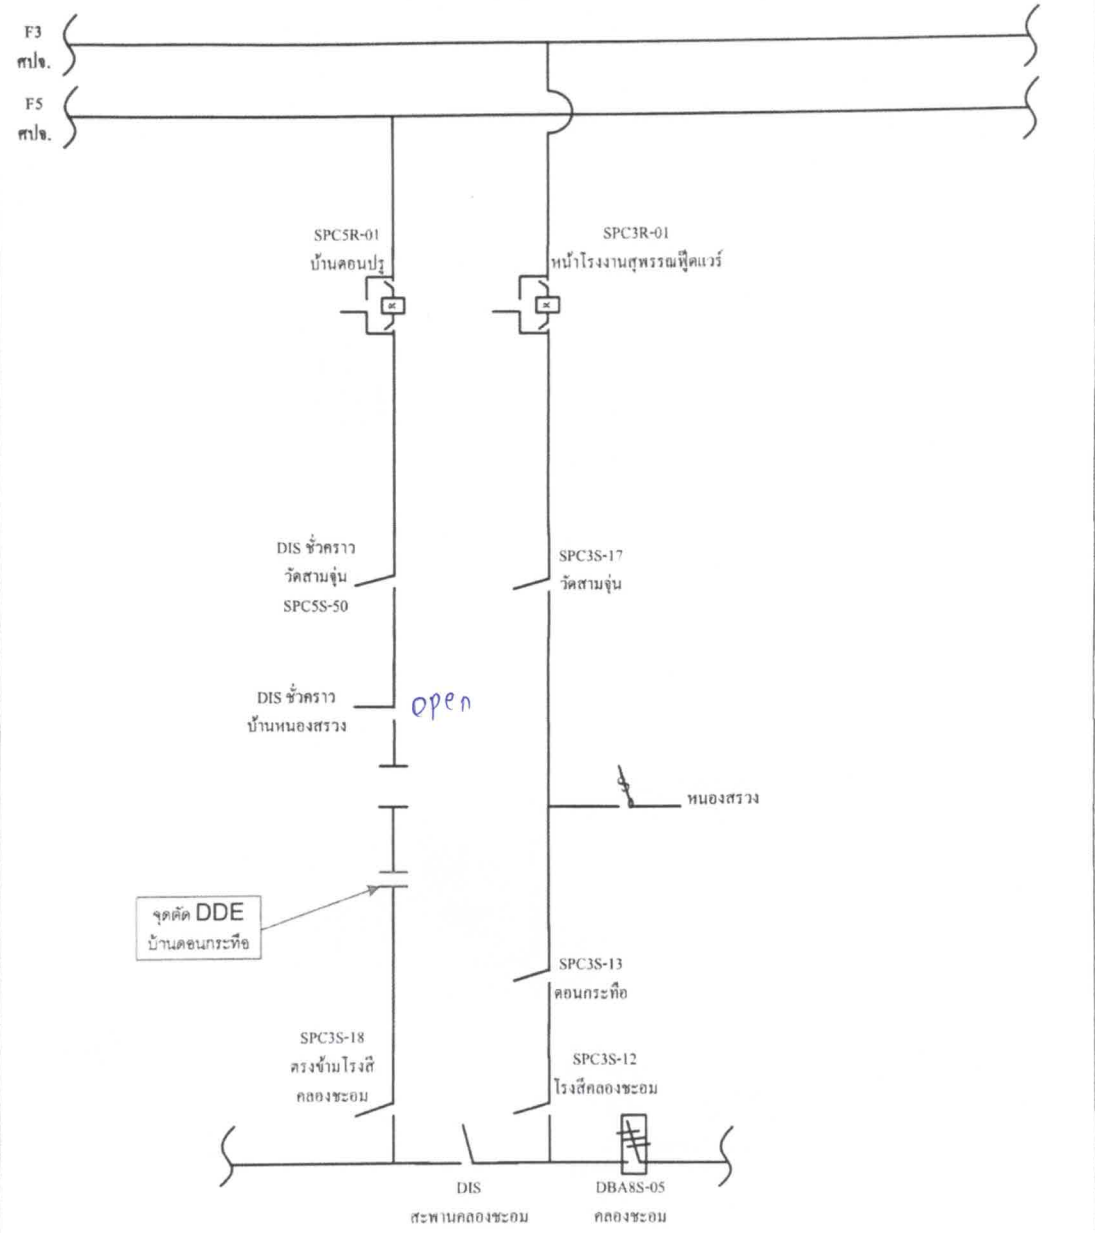 F3
ศปจ.
F5
ศปจ.
SPC5R-01
บ้านดอนปรู
SPC3R-01
หน้าโรงงานสุพรรณฟู๊ดแวร์
R
R
DIS ชั่วคราว
วัดสามจุ่น
SPC5S-50
SPC3S-17
วัดสามจุ่น
DIS ชั่วคราว
บ้านหนองสรวง
open
หนองสรวง
จุดตัด DDE
บ้านดอนกระทือ
SPC3S-13
ดอนกระทือ
SPC3S-18
ตรงข้ามโรงสี
คลองชะอม
SPC3S-12
โรงสีคลองชะอม
DIS
สะพานคลองชะอม
DBA8S-05
คลองชะอม